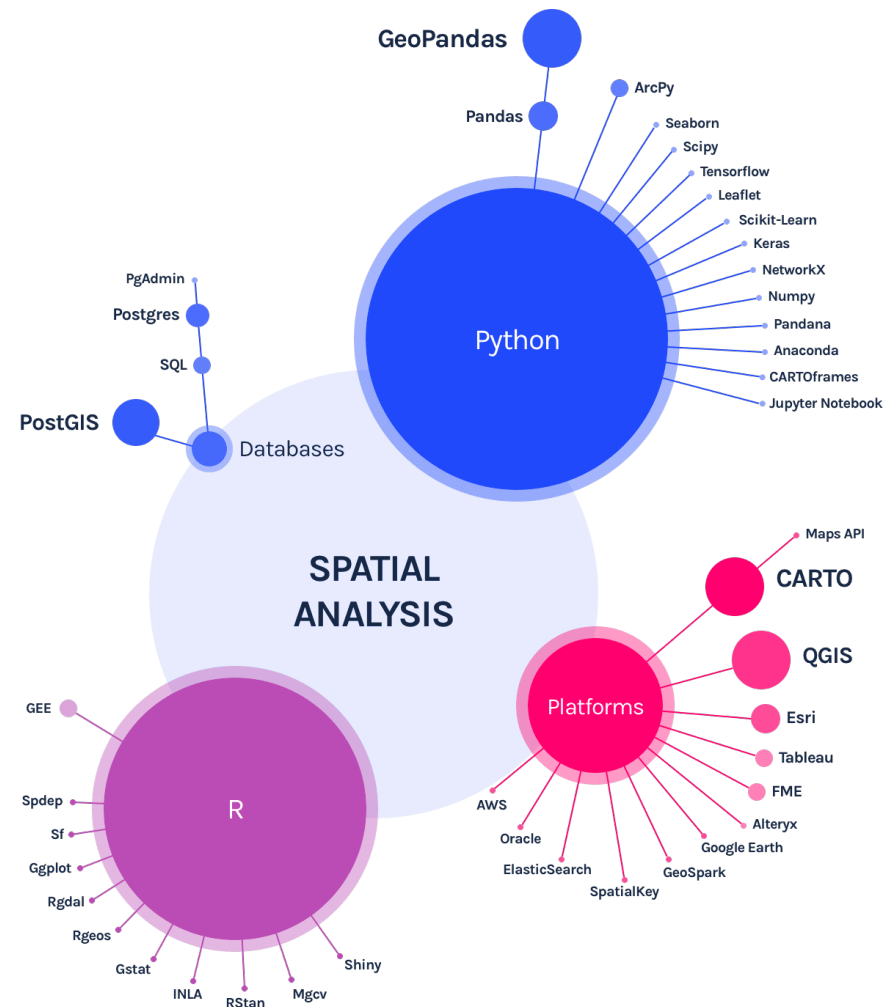 GeoPandas
Pandas
ArcPy
Seaborn
Scipy
Tensorflow
Leaflet
Scikit-Learn
Keras
NetworkX
Numpy
Pandana
Anaconda
CARTOframes
Jupyter Notebook
Python
PgAdmin
Postgres
SQL
PostGIS
Databases
SPATIAL
ANALYSIS
Maps API
CARTO
QGIS
Esri
Tableau
FME
Alteryx
Google Earth
GeoSpark
SpatialKey
ElasticSearch
Oracle
AWS
Platforms
GEE
Spdep
Sf
Ggplot
Rgdal
Rgeos
Gstat
INLA
RStan
Mgcv
Shiny
R